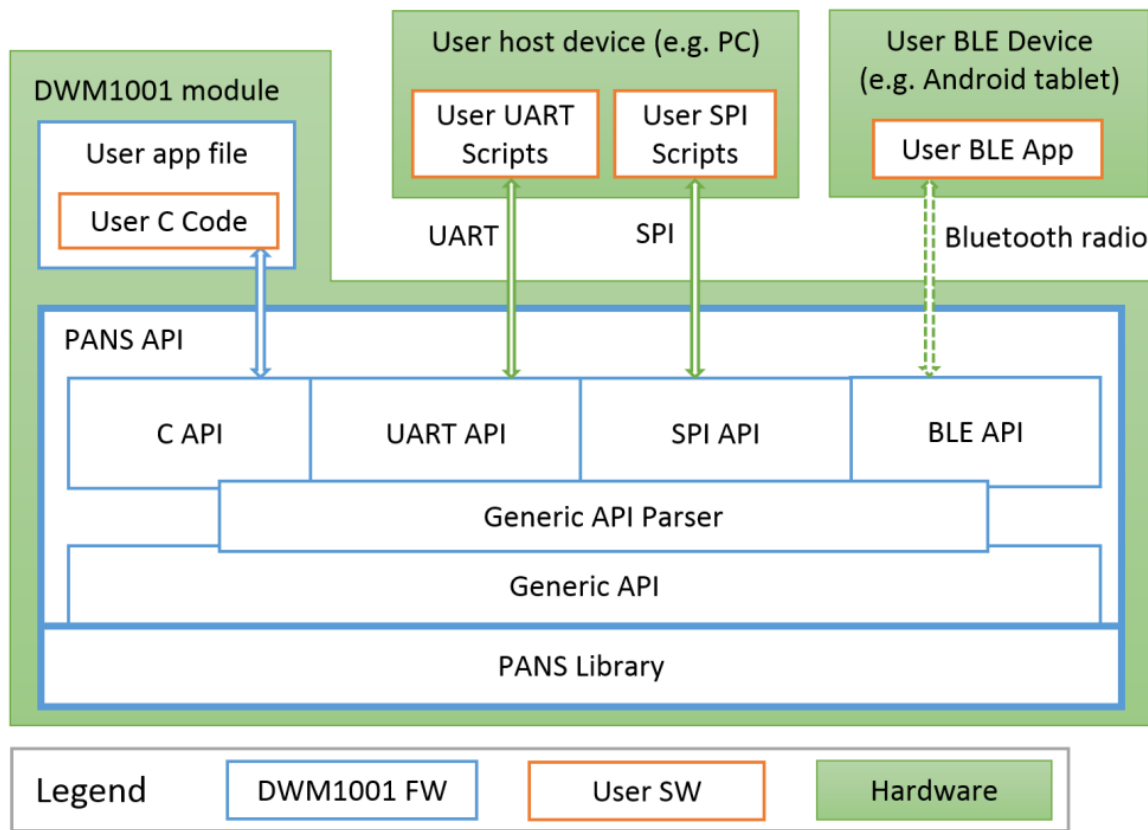 User host device (e.g. PC)
User BLE Device
(e.g. Android tablet)
DWM1001 module
User UART
Scripts
User SPI
Scripts
User BLE App
User app file
User C Code
UART
SPI
Bluetooth radio
PANS API
C API
UART API
SPI API
BLE API
Generic API Parser
Generic API
PANS Library
Legend
DWM1001 FW
User SW
Hardware